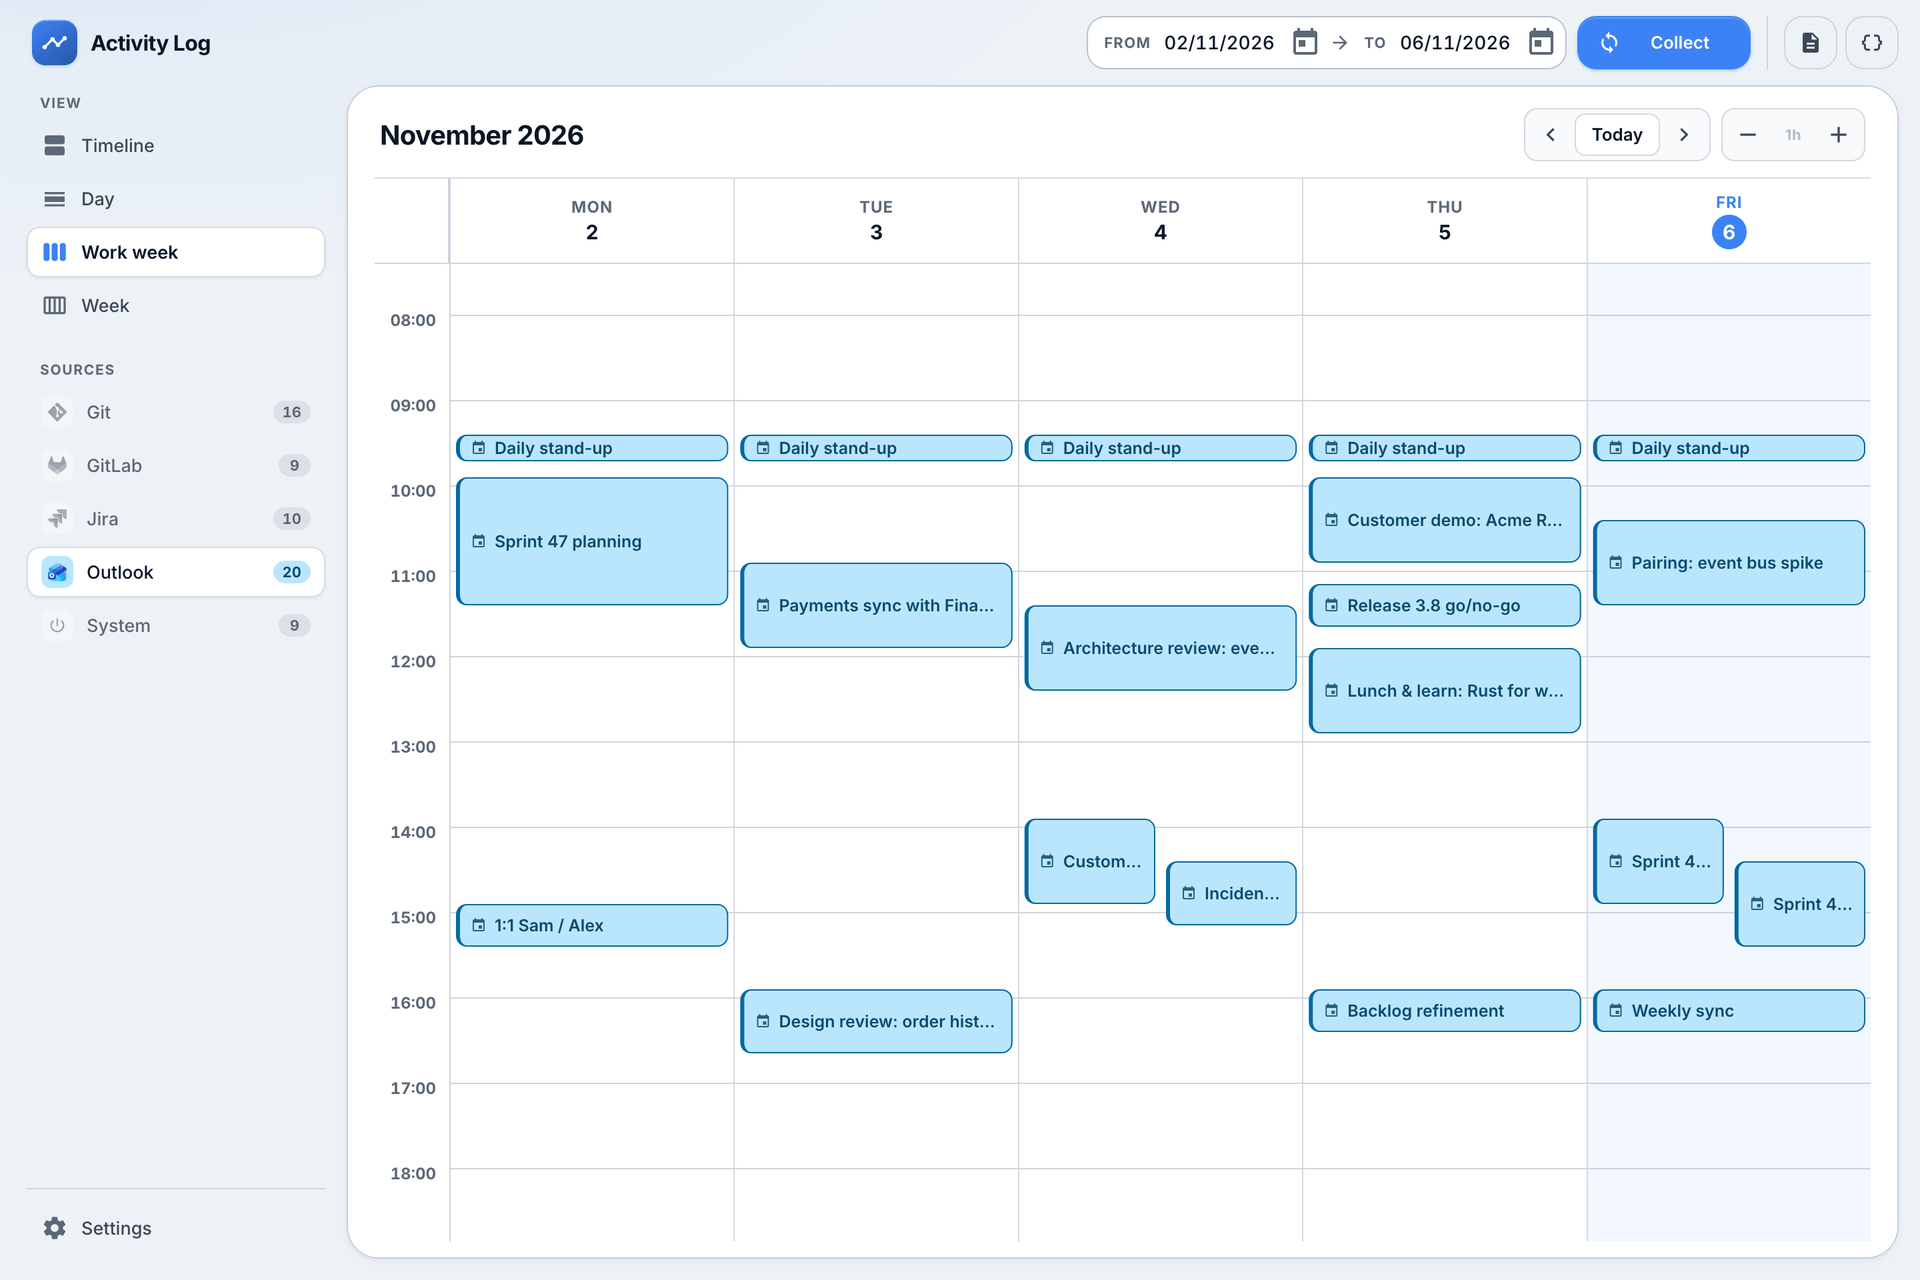 Activity Log
FROM 02/11/2026 → TO 06/11/2026
Collect
VIEW
Timeline
Day
Work week
Week
SOURCES
Git 16
GitLab 9
Jira 10
Outlook 20
System 9
Settings
November 2026
Today
1h
MON 2
TUE 3
WED 4
THU 5
FRI 6
08:00
09:00
10:00
11:00
12:00
13:00
14:00
15:00
16:00
17:00
18:00
Daily stand-up
Sprint 47 planning
1:1 Sam / Alex
Daily stand-up
Payments sync with Fina...
Design review: order hist...
Daily stand-up
Architecture review: eve...
Custom...
Inciden...
Daily stand-up
Customer demo: Acme R...
Release 3.8 go/no-go
Lunch & learn: Rust for w...
Backlog refinement
Daily stand-up
Pairing: event bus spike
Sprint 4...
Sprint 4...
Weekly sync